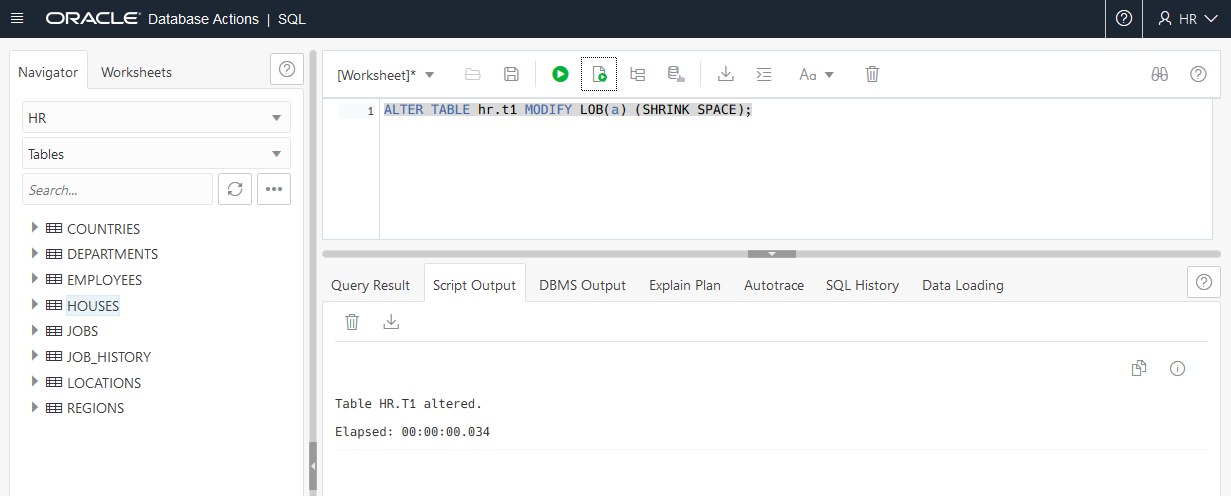 ORACLE Database Actions | SQL
HR
Navigator
Worksheets
HR
Tables
Search...
COUNTRIES
DEPARTMENTS
EMPLOYEES
HOUSES
JOBS
JOB_HISTORY
LOCATIONS
REGIONS
[Worksheet]*
Aa
1 ALTER TABLE hr.t1 MODIFY LOB(a) (SHRINK SPACE);
Query Result
Script Output
DBMS Output
Explain Plan
Autotrace
SQL History
Data Loading
Table HR.T1 altered.
Elapsed: 00:00:00.034